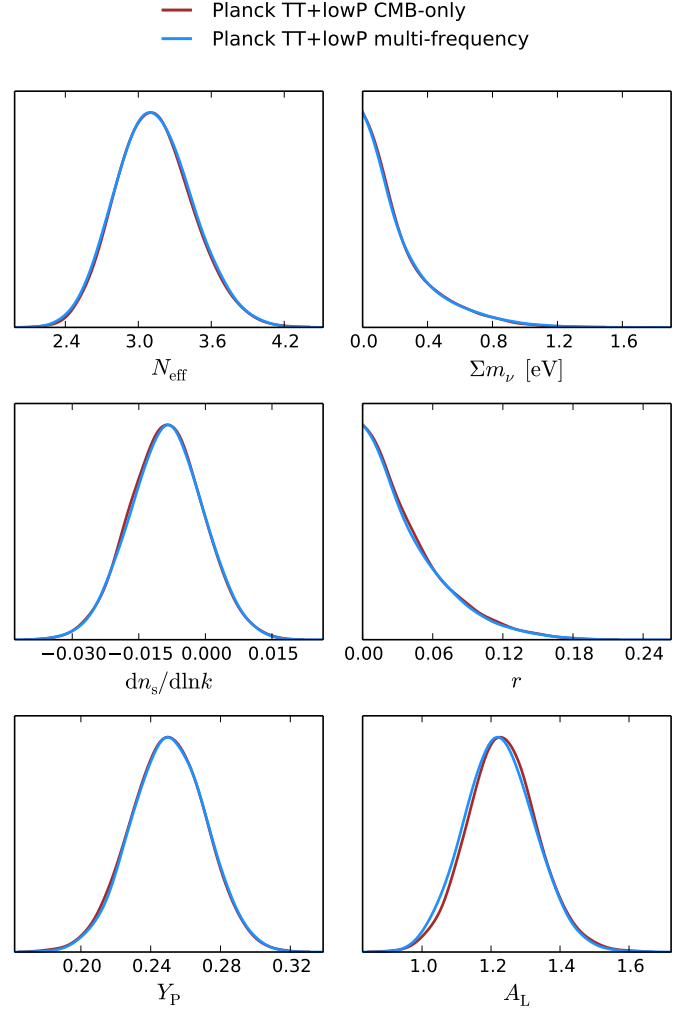 Planck TT+lowP CMB-only
Planck TT+lowP multi-frequency
2.4 3.0 3.6 4.2
N_eff
0.0 0.4 0.8 1.2 1.6
Σm_ν [eV]
−0.030 −0.015 0.000 0.015
dn_s/dlnk
0.00 0.06 0.12 0.18 0.24
r
0.20 0.24 0.28 0.32
Y_P
1.0 1.2 1.4 1.6
A_L